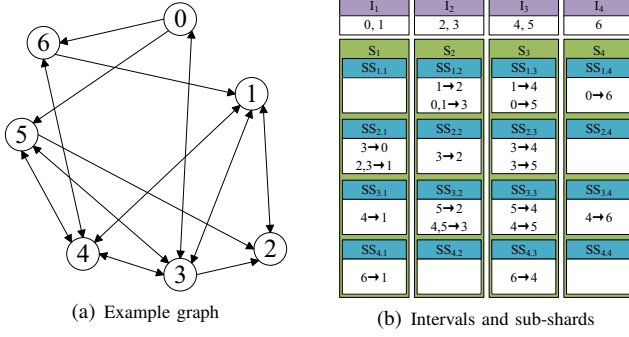 0
6
1
5
4
2
3
(a) Example graph
I₁ I₂ I₃ I₄
0, 1 2, 3 4, 5 6
S₁ S₂ S₃ S₄
SS₁.₁ SS₁.₂ SS₁.₃ SS₁.₄
1→2 1→4
0→6
0,1→3 0→5
SS₂.₁ SS₂.₂ SS₂.₃ SS₂.₄
3→0 3→4
3→2
2,3→1 3→5
SS₃.₁ SS₃.₂ SS₃.₃ SS₃.₄
5→2 5→4
4→1 4→6
4,5→3 4→5
SS₄.₁ SS₄.₂ SS₄.₃ SS₄.₄
6→1 6→4
(b) Intervals and sub-shards